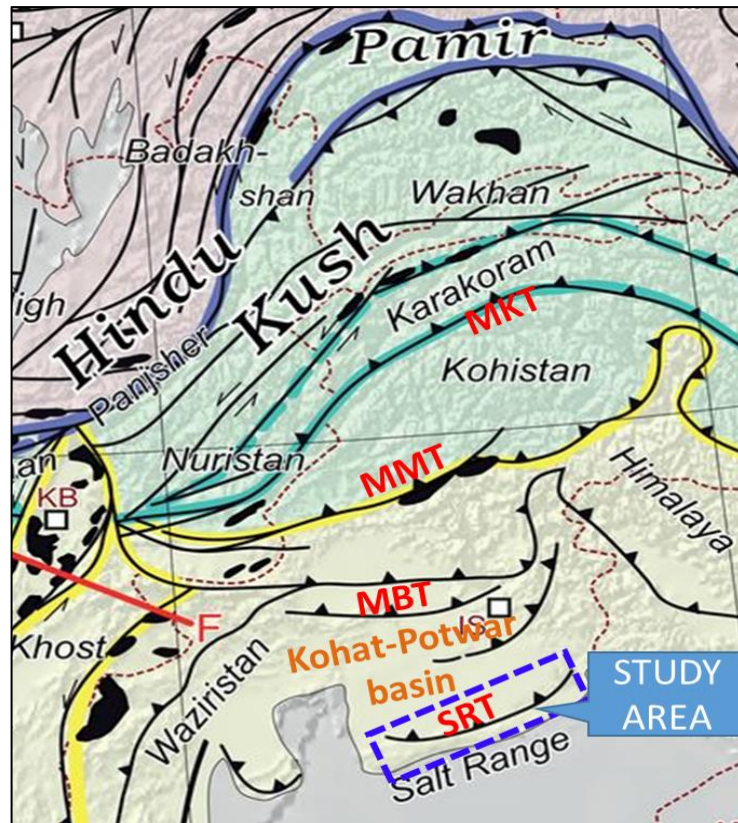 Pamir
Badakh-
shan
Wakhan
Hindu
Kush
Karakoram
MKT
igh
Panjsher
Kohistan
Nuristan
MMT
an
KB
Himalaya
MBT
F
IS
Khost
Kohat-Potwar
basin
Waziristan
STUDY
AREA
SRT
Salt Range